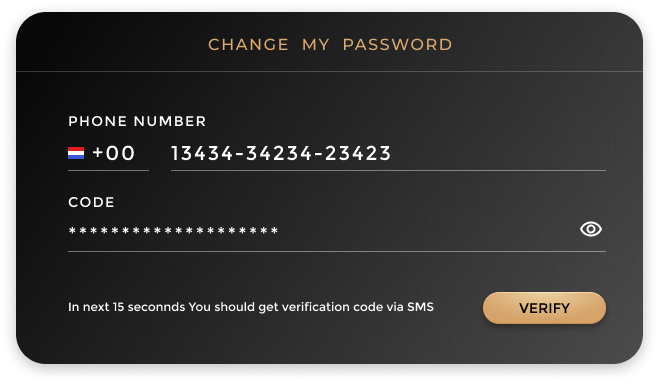 CHANGE MY PASSWORD
PHONE NUMBER
+00 13434-34234-23423
CODE
********************
In next 15 seconnds You should get verification code via SMS
VERIFY